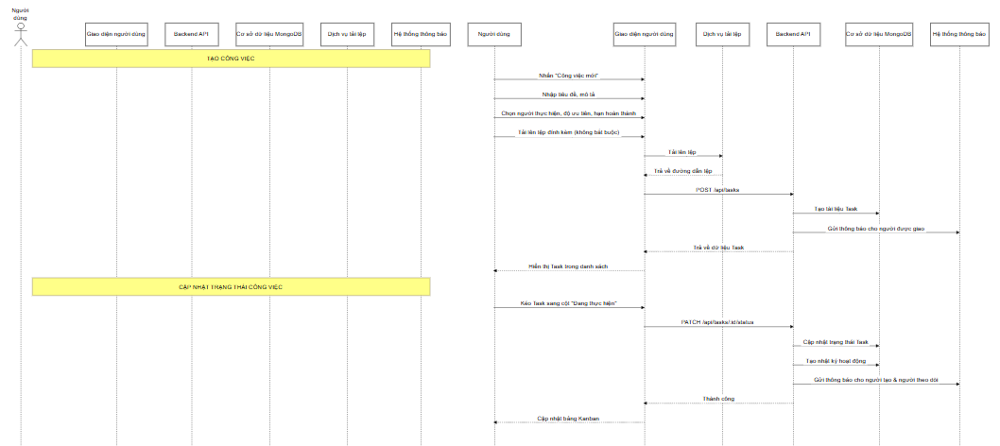 Người
dùng
Giao diện người dùng
Backend API
Cơ sở dữ liệu MongoDB
Dịch vụ tải tệp
Hệ thống thông báo
Người dùng
Giao diện người dùng
Dịch vụ tải tệp
Backend API
Cơ sở dữ liệu MongoDB
Hệ thống thông báo
TẠO CÔNG VIỆC
Nhấn "Công việc mới"
Nhập tiêu đề, mô tả
Chọn người thực hiện, độ ưu tiên, hạn hoàn thành
Tải lên tệp đính kèm (không bắt buộc)
Tải lên tệp
Trả về đường dẫn tệp
POST /api/tasks
Tạo tài liệu Task
Gửi thông báo cho người được giao
Trả về dữ liệu Task
Hiển thị Task trong danh sách
CẬP NHẬT TRẠNG THÁI CÔNG VIỆC
Kéo Task sang cột "Đang thực hiện"
PATCH /api/tasks/:id/status
Cập nhật trạng thái Task
Tạo nhật ký hoạt động
Gửi thông báo cho người tạo & người theo dõi
Thành công
Cập nhật bảng Kanban